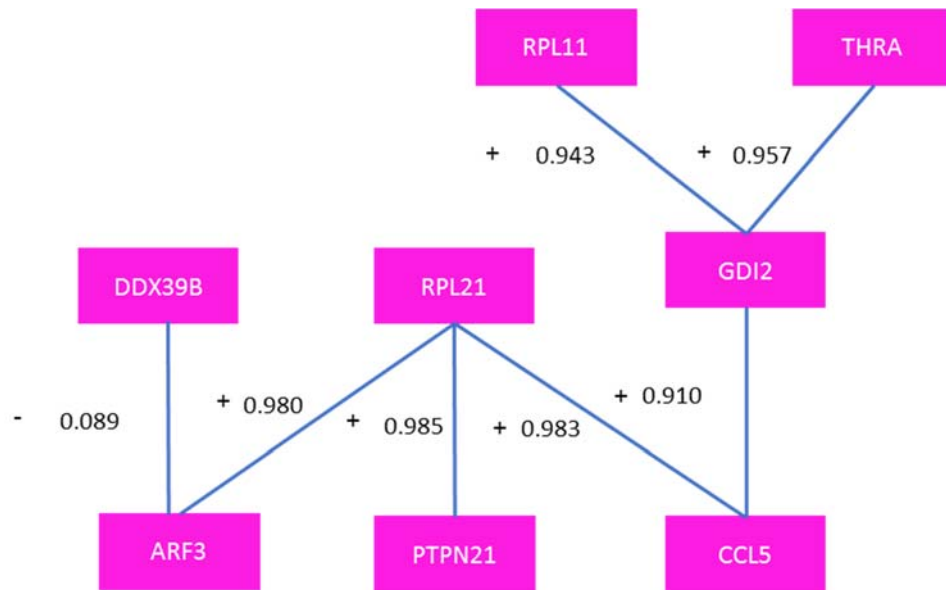 RPL11
THRA
+ 0.943
+ 0.957
DDX39B
RPL21
GDI2
- 0.089
+ 0.980
+ 0.985
+ 0.983
+ 0.910
ARF3
PTPN21
CCL5